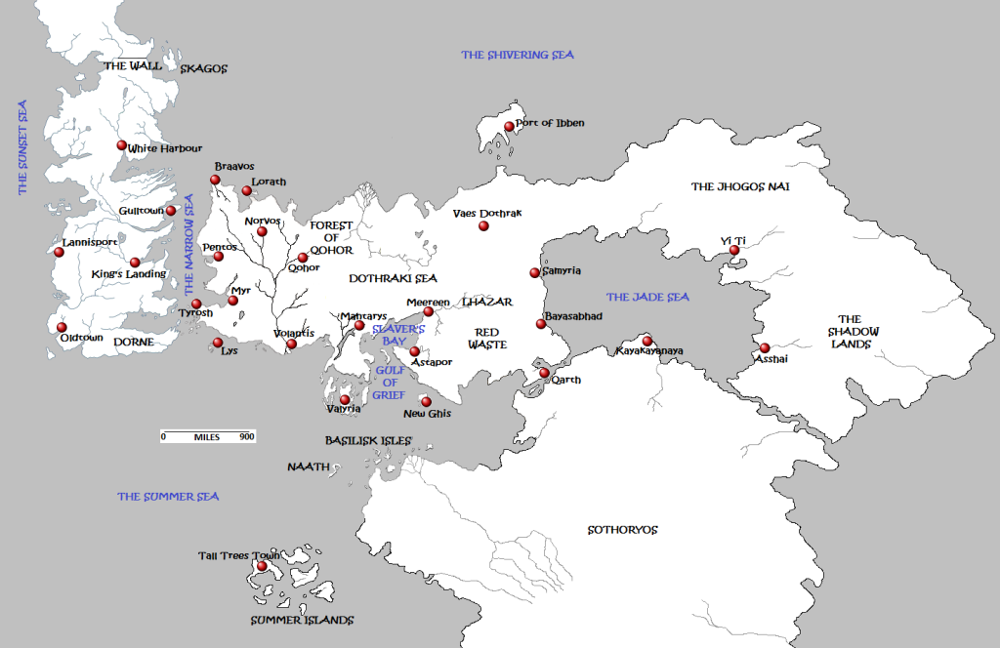 THE SHIVERING SEA
THE WALL
SKAGOS
THE SUNSET SEA
Port of Ibben
White Harbour
Braavos
Lorath
THE JHOGOS NAI
Gulltown
THE NARROW SEA
Norvos
FOREST
OF
QOHOR
Vaes Dothrak
Lannisport
Pentos
Qohor
Yi Ti
King's Landing
DOTHRAKI SEA
Samyria
Myr
Tyrosh
Meereen
LHAZAR
THE JADE SEA
Mantarys
SLAVER'S
BAY
Bayasabhad
Oldtown
DORNE
Lys
Volantis
RED
WASTE
THE
SHADOW
LANDS
Kayakayanaya
Asshai
Astapor
GULF
OF
GRIEF
Qarth
Valyria
New Ghis
0 MILES 900
BASILISK ISLES
NAATH
THE SUMMER SEA
SOTHORYOS
Tall Trees Town
SUMMER ISLANDS